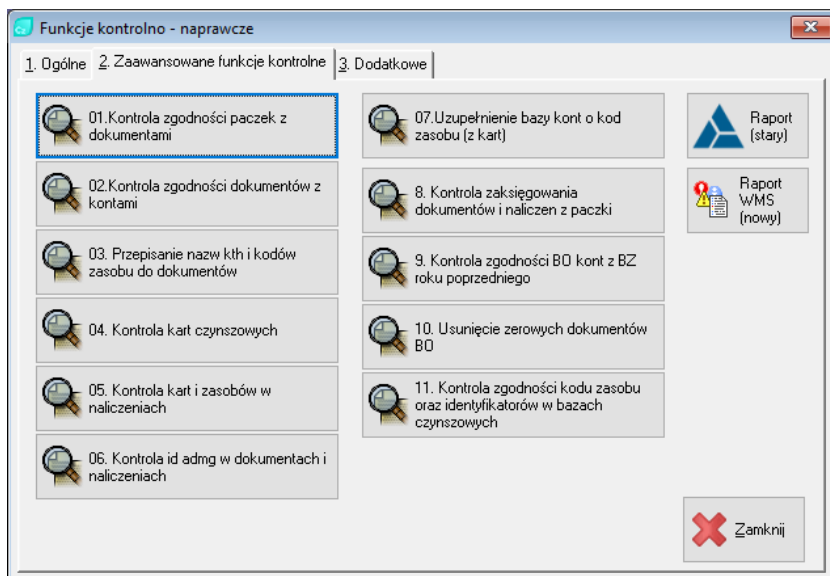 Funkcje kontrolno - naprawcze
1. Ogólne 2. Zaawansowane funkcje kontrolne 3. Dodatkowe
01.Kontrola zgodności paczek z
dokumentami
02.Kontrola zgodności dokumentów z
kontami
03. Przepisanie nazw kth i kodów
zasobu do dokumentów
04. Kontrola kart czynszowych
05. Kontrola kart i zasobów w
naliczeniach
06. Kontrola id admg w dokumentach i
naliczeniach
07.Uzupełnienie bazy kont o kod
zasobu (z kart)
8. Kontrola zaksięgowania
dokumentów i naliczen z paczki
9. Kontrola zgodności BO kont z BZ
roku poprzedniego
10. Usunięcie zerowych dokumentów
BO
11. Kontrola zgodności kodu zasobu
oraz identyfikatorów w bazach
czynszowych
Raport
(stary)
Raport
WMS
(nowy)
Zamknij